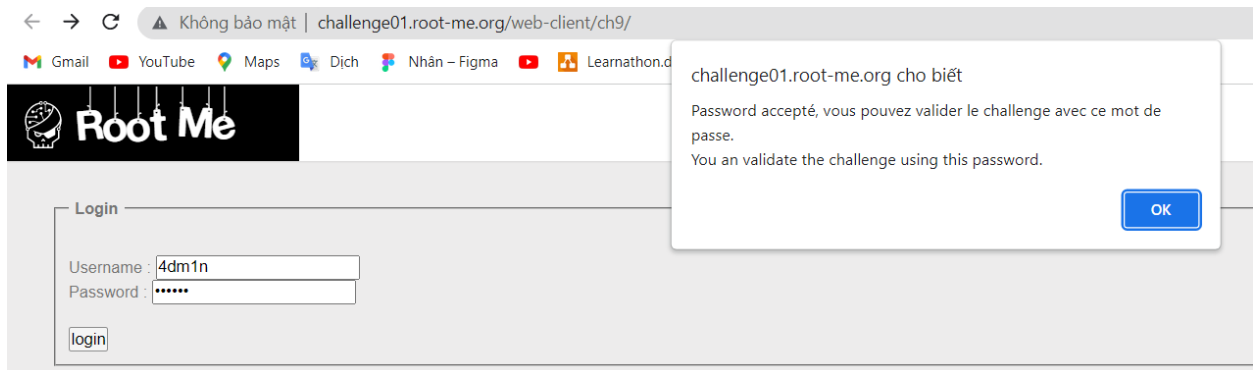 Không bảo mật | challenge01.root-me.org/web-client/ch9/
Gmail YouTube Maps Dịch Nhân – Figma Learnathon.d
challenge01.root-me.org cho biết
Password accepté, vous pouvez valider le challenge avec ce mot de
passe.
You an validate the challenge using this password.
OK
Root Me
Login
Username : 4dm1n
Password : ••••••
login